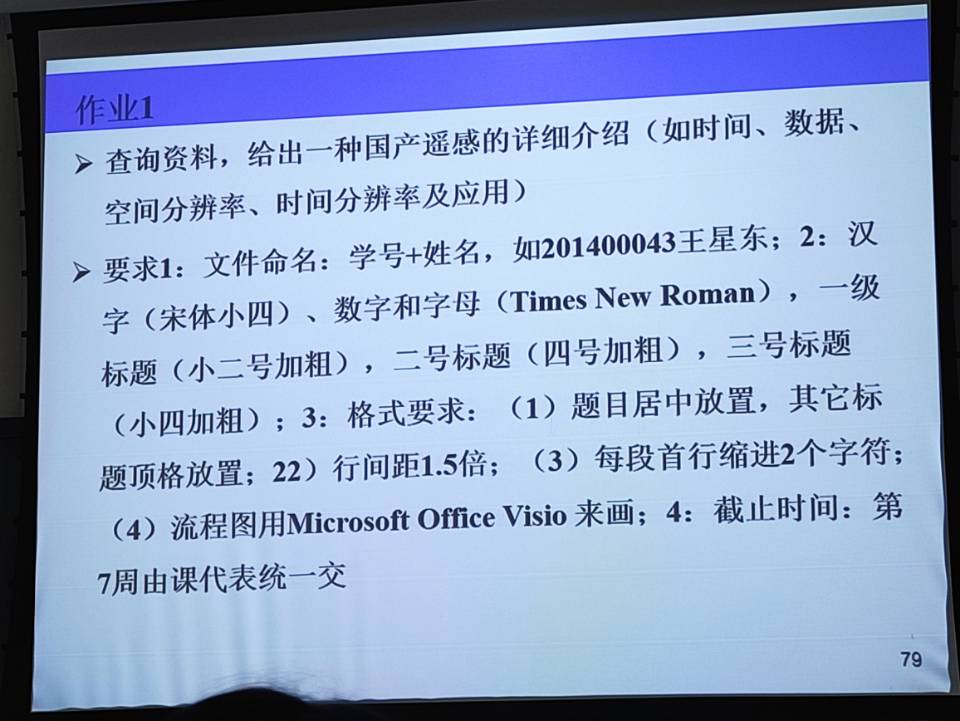 作业1
➢ 查询资料，给出一种国产遥感的详细介绍（如时间、数据、
空间分辨率、时间分辨率及应用）
➢ 要求1：文件命名：学号+姓名，如201400043王星东；2：汉
字（宋体小四）、数字和字母（Times New Roman），一级
标题（小二号加粗），二号标题（四号加粗），三号标题
（小四加粗）；3：格式要求：（1）题目居中放置，其它标
题顶格放置；22）行间距1.5倍；（3）每段首行缩进2个字符；
（4）流程图用Microsoft Office Visio 来画；4：截止时间：第
7周由课代表统一交
79